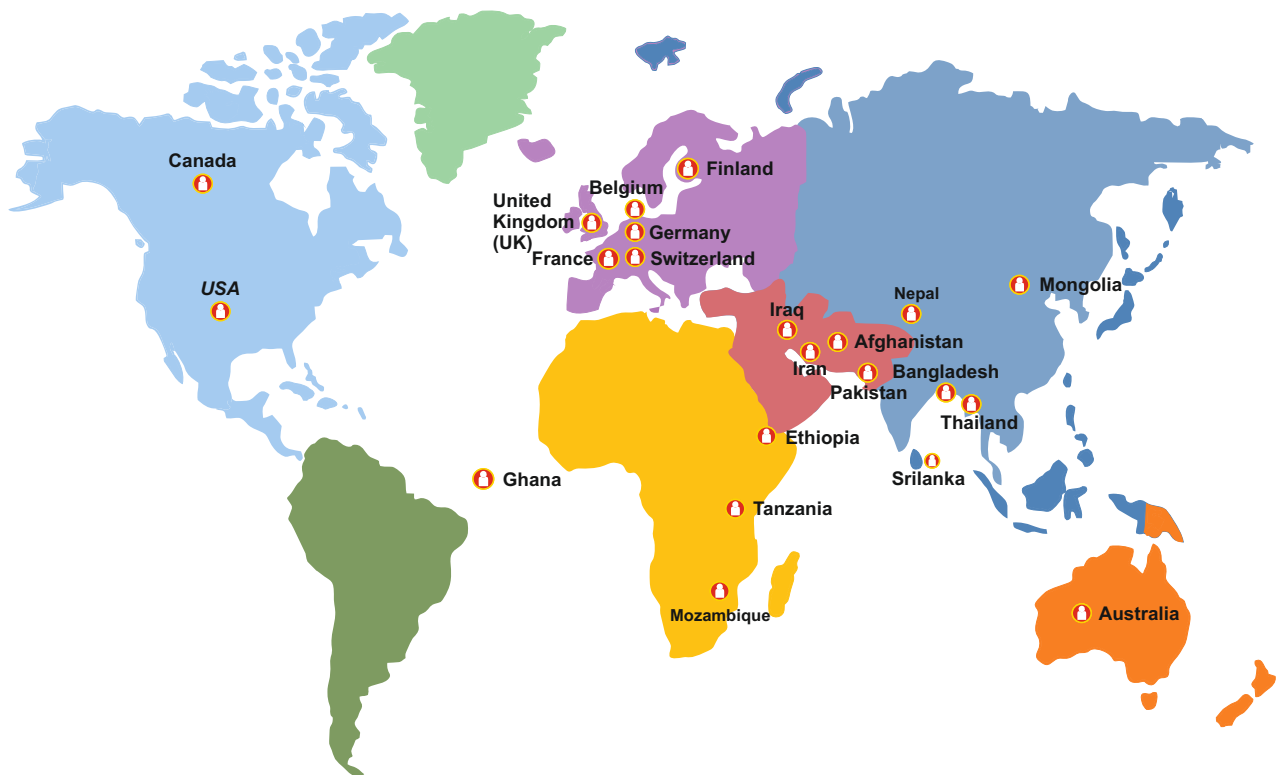 Canada
USA
Finland
Belgium
United
Kingdom
(UK)
Germany
France
Switzerland
Mongolia
Nepal
Iraq
Afghanistan
Iran
Pakistan
Bangladesh
Thailand
Ethiopia
Srilanka
Ghana
Tanzania
Mozambique
Australia